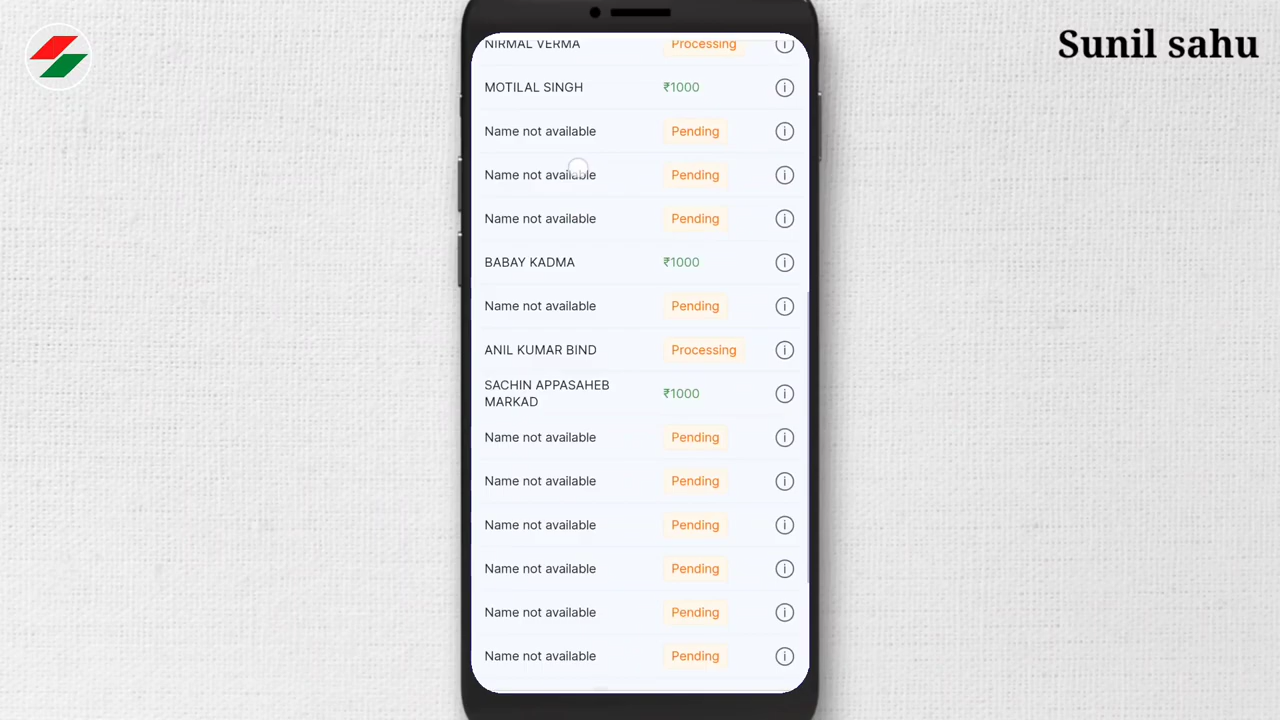 Sunil sahu
NIRMAL VERMA Processing
MOTILAL SINGH ₹1000
Name not available Pending
Name not available Pending
Name not available Pending
BABAY KADMA ₹1000
Name not available Pending
ANIL KUMAR BIND Processing
SACHIN APPASAHEB
MARKAD ₹1000
Name not available Pending
Name not available Pending
Name not available Pending
Name not available Pending
Name not available Pending
Name not available Pending